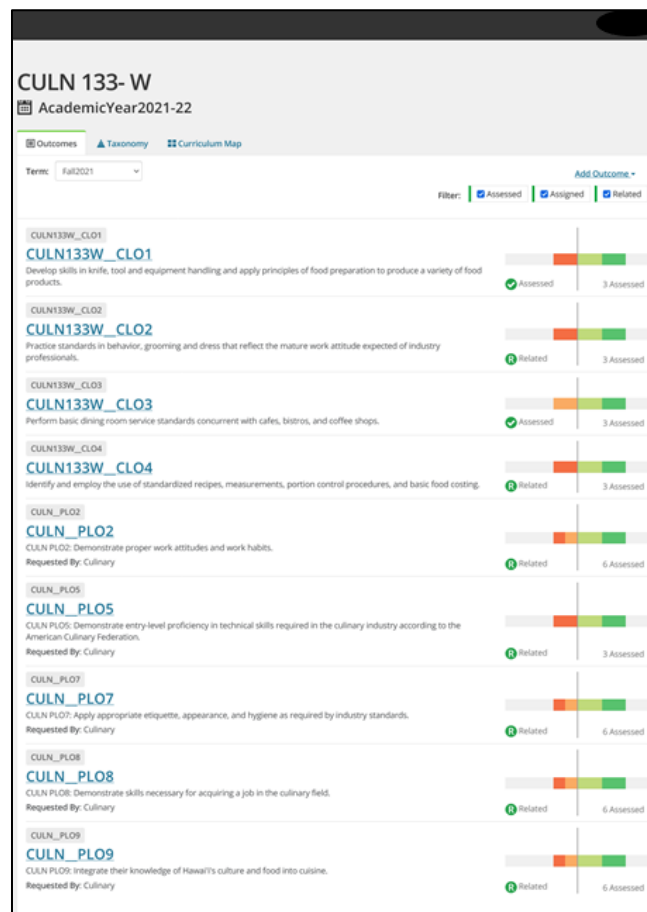 CULN 133- W
AcademicYear2021-22
Outcomes Taxonomy Curriculum Map
Term: Fall2021
Add Outcome
Filter: Assessed Assigned Related
CULN133W__CLO1
CULN133W__CLO1
Develop skills in knife, tool and equipment handling and apply principles of food preparation to produce a variety of food
products.
Assessed 3 Assessed
CULN133W__CLO2
CULN133W__CLO2
Practice standards in behavior, grooming and dress that reflect the mature work attitude expected of industry
professionals.
R Related 3 Assessed
CULN133W__CLO3
CULN133W__CLO3
Perform basic dining room service standards concurrent with cafes, bistros, and coffee shops.
Assessed 3 Assessed
CULN133W__CLO4
CULN133W__CLO4
Identify and employ the use of standardized recipes, measurements, portion control procedures, and basic food costing.
R Related 3 Assessed
CULN__PLO2
CULN__PLO2
CULN PLO2: Demonstrate proper work attitudes and work habits.
Requested By: Culinary
R Related 6 Assessed
CULN__PLO5
CULN__PLO5
CULN PLO5: Demonstrate entry-level proficiency in technical skills required in the culinary industry according to the
American Culinary Federation.
Requested By: Culinary
R Related 3 Assessed
CULN__PLO7
CULN__PLO7
CULN PLO7: Apply appropriate etiquette, appearance, and hygiene as required by industry standards.
Requested By: Culinary
R Related 6 Assessed
CULN__PLO8
CULN__PLO8
CULN PLO8: Demonstrate skills necessary for acquiring a job in the culinary field.
Requested By: Culinary
R Related 6 Assessed
CULN__PLO9
CULN__PLO9
CULN PLO9: Integrate their knowledge of Hawai'i's culture and food into cuisine.
Requested By: Culinary
R Related 6 Assessed